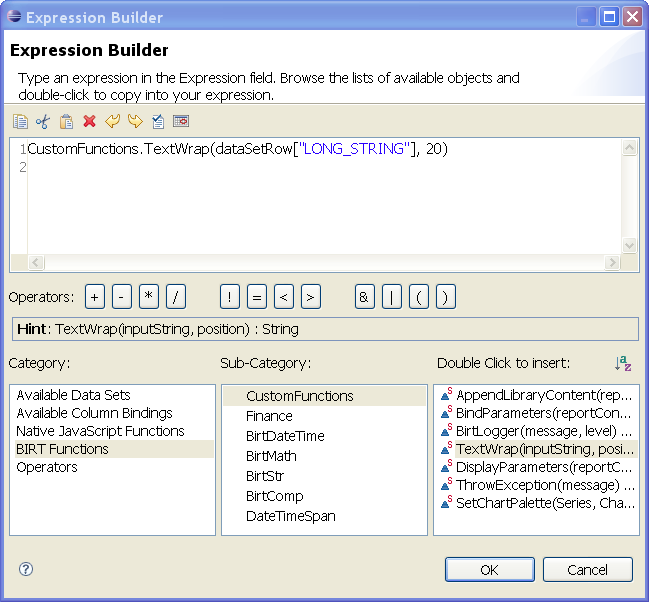 Expression Builder
Expression Builder
Type an expression in the Expression field. Browse the lists of available objects and
double-click to copy into your expression.
1CustomFunctions.TextWrap(dataSetRow["LONG_STRING"], 20)
2
Operators: + - * / ! = < > & | ( )
Hint: TextWrap(inputString, position) : String
Category: Sub-Category: Double Click to insert:
Available Data Sets CustomFunctions AppendLibraryContent(rep...
Available Column Bindings Finance BindParameters(reportCon...
Native JavaScript Functions BirtDateTime BirtLogger(message, level) ...
BIRT Functions BirtMath TextWrap(inputString, posi...
Operators BirtStr DisplayParameters(reportC...
BirtComp ThrowException(message) ...
DateTimeSpan SetChartPalette(Series, Cha...
OK Cancel